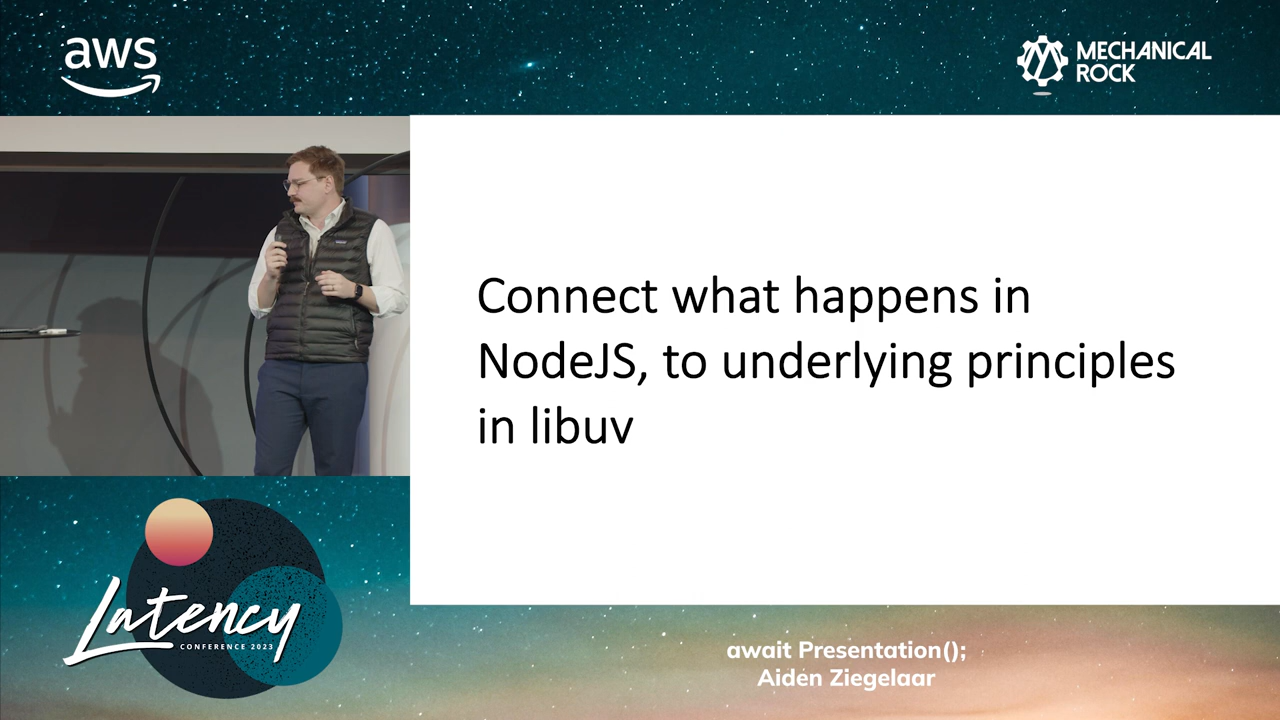 aws
MECHANICAL
ROCK
Connect what happens in
NodeJS, to underlying principles
in libuv
Latency
CONFERENCE 2023
await Presentation();
Aiden Ziegelaar